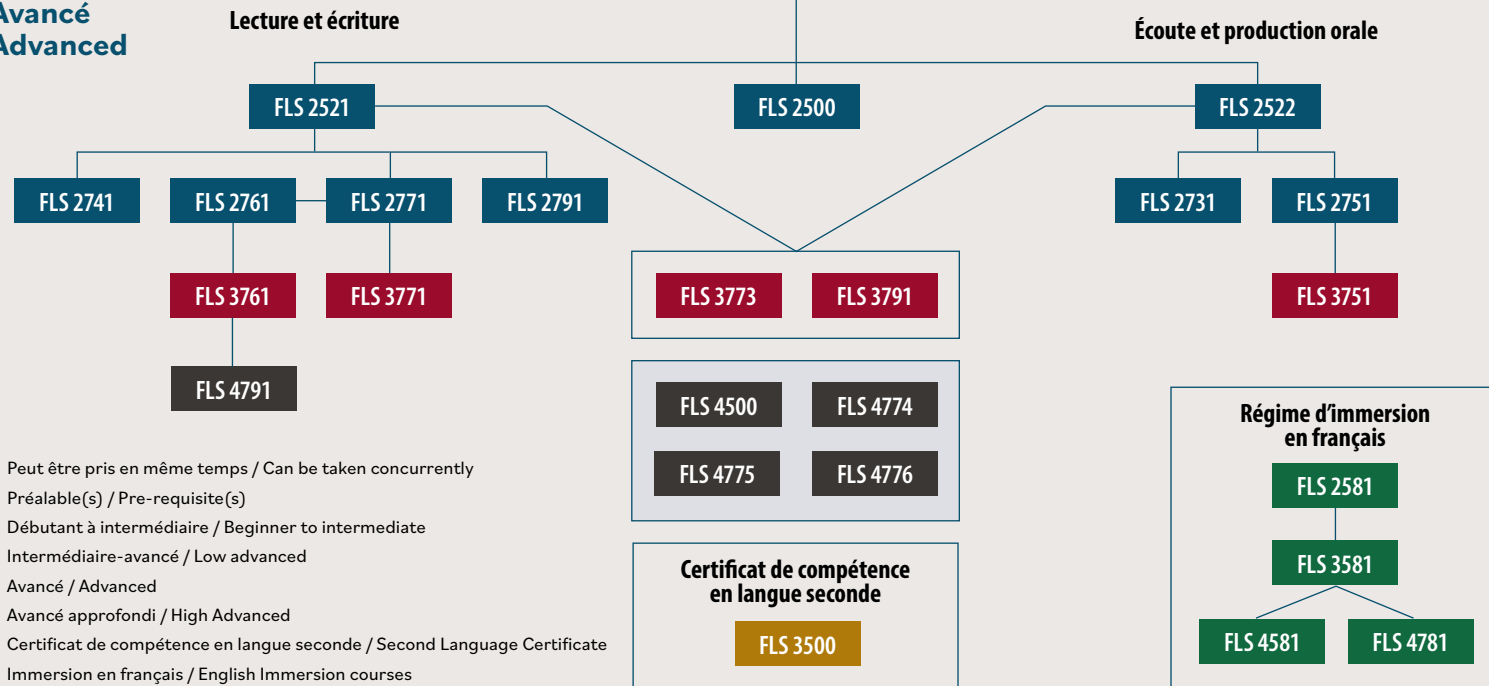 Avancé
Advanced
Lecture et écriture
Écoute et production orale
FLS 2521
FLS 2500
FLS 2522
FLS 2741
FLS 2761
FLS 2771
FLS 2791
FLS 2731
FLS 2751
FLS 3761
FLS 3771
FLS 3773
FLS 3791
FLS 3751
FLS 4791
FLS 4500
FLS 4774
FLS 4775
FLS 4776
Peut être pris en même temps / Can be taken concurrently
Préalable(s) / Pre-requisite(s)
Débutant à intermédiaire / Beginner to intermediate
Intermédiaire-avancé / Low advanced
Avancé / Advanced
Avancé approfondi / High Advanced
Certificat de compétence en langue seconde / Second Language Certificate
Immersion en français / English Immersion courses
Certificat de compétence
en langue seconde
FLS 3500
Régime d'immersion
en français
FLS 2581
FLS 3581
FLS 4581
FLS 4781